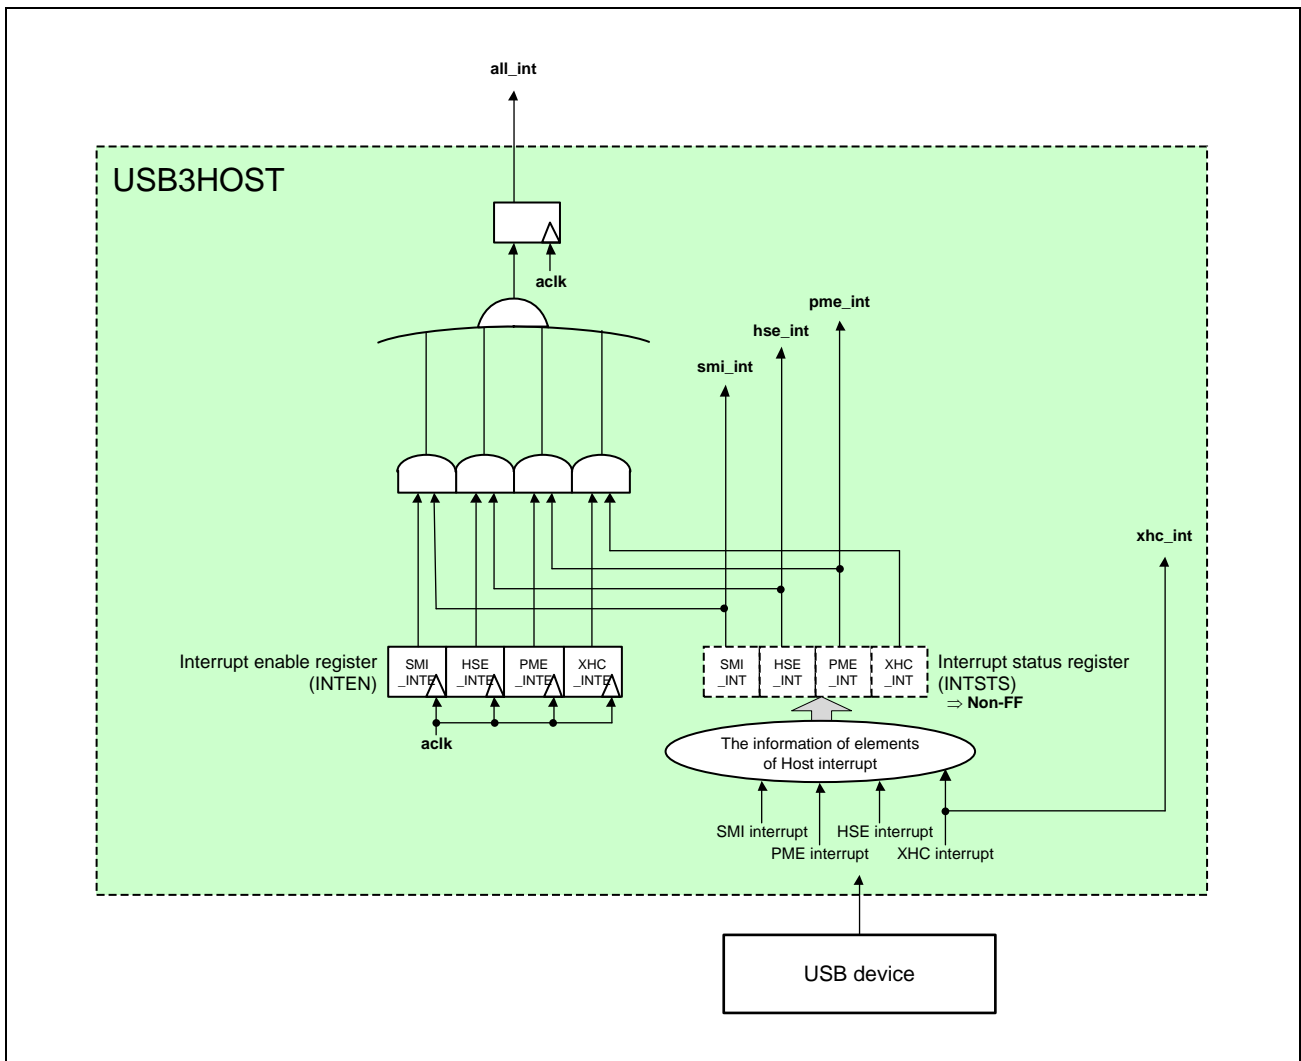 all_int
USB3HOST
aclk
pme_int
hse_int
smi_int
xhc_int
Interrupt enable register
(INTEN)
SMI
_INTE
HSE
_INTE
PME
_INTE
XHC
_INTE
SMI
_INT
HSE
_INT
PME
_INT
XHC
_INT
Interrupt status register
(INTSTS)
⇒ Non-FF
aclk
The information of elements
of Host interrupt
SMI interrupt
HSE interrupt
PME interrupt
XHC interrupt
USB device